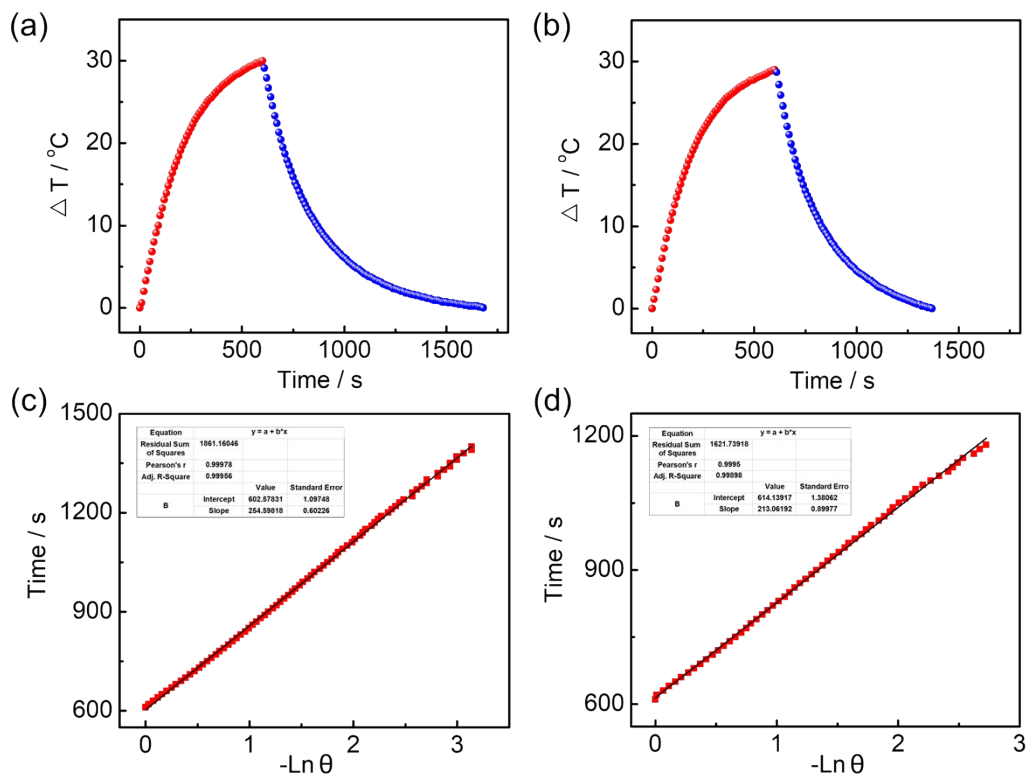 (a)
30
20
10
0
△ T / °C
0 500 1000 1500
Time / s
(b)
30
20
10
0
△ T / °C
0 500 1000 1500
Time / s
(c)
1500
1200
900
600
Time / s
Equation y = a + b*x
Residual Sum of Squares 1861.16046
Pearson's r 0.99978
Adj. R-Square 0.99956
Value Standard Error
B Intercept 602.57831 1.09748
Slope 254.59818 0.60226
0 1 2 3
-Ln θ
(d)
1200
900
600
Time / s
Equation y = a + b*x
Residual Sum of Squares 1621.73918
Pearson's r 0.9995
Adj. R-Square 0.99898
Value Standard Erro
B Intercept 614.13917 1.38062
Slope 213.06192 0.89977
0 1 2 3
-Ln θ